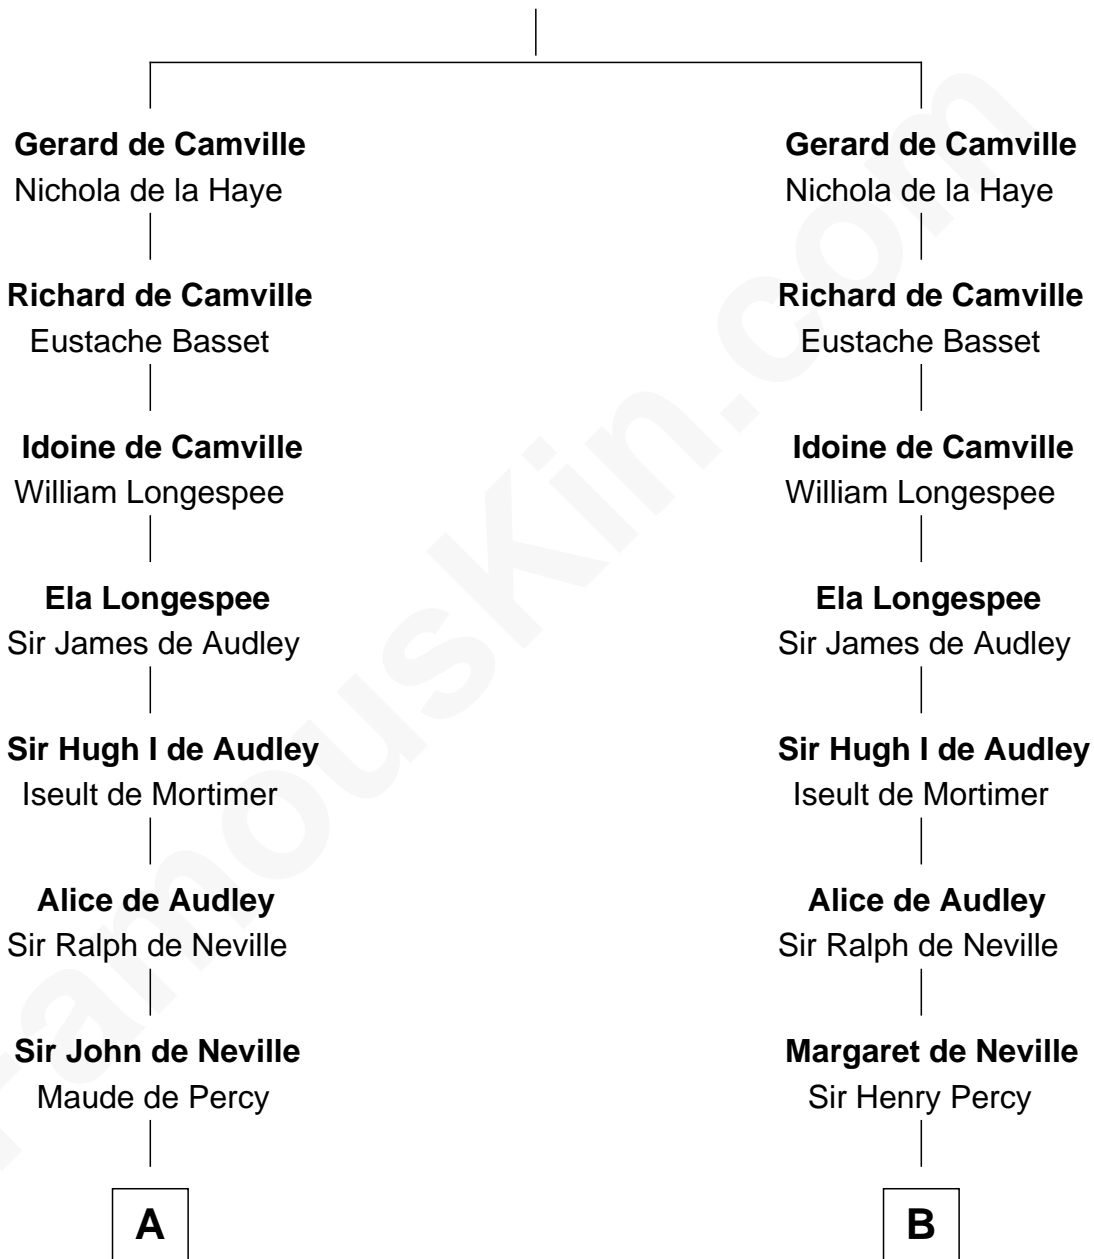 Gerard de Camville
Nichola de la Haye
Richard de Camville
Eustache Basset
Idoine de Camville
William Longespee
Ela Longespee
Sir James de Audley
Sir Hugh I de Audley
Iseult de Mortimer
Alice de Audley
Sir Ralph de Neville
Sir John de Neville
Maude de Percy
A
Gerard de Camville
Nichola de la Haye
Richard de Camville
Eustache Basset
Idoine de Camville
William Longespee
Ela Longespee
Sir James de Audley
Sir Hugh I de Audley
Iseult de Mortimer
Alice de Audley
Sir Ralph de Neville
Margaret de Neville
Sir Henry Percy
B
FamousKin.com